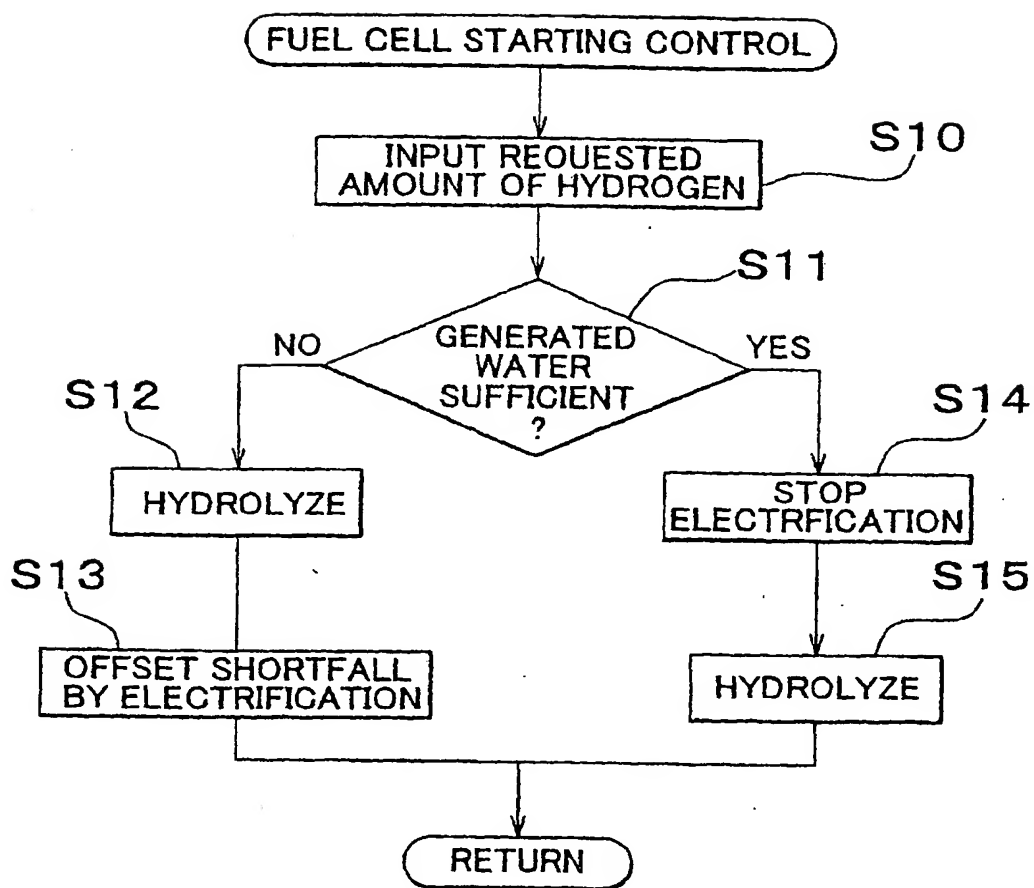 FUEL CELL STARTING CONTROL
S10
INPUT REQUESTED
AMOUNT OF HYDROGEN
S11
NO
GENERATED
WATER
SUFFICIENT
?
YES
S12
HYDROLYZE
S14
STOP
ELECTRFICATION
S13
OFFSET SHORTFALL
BY ELECTRIFICATION
S15
HYDROLYZE
RETURN